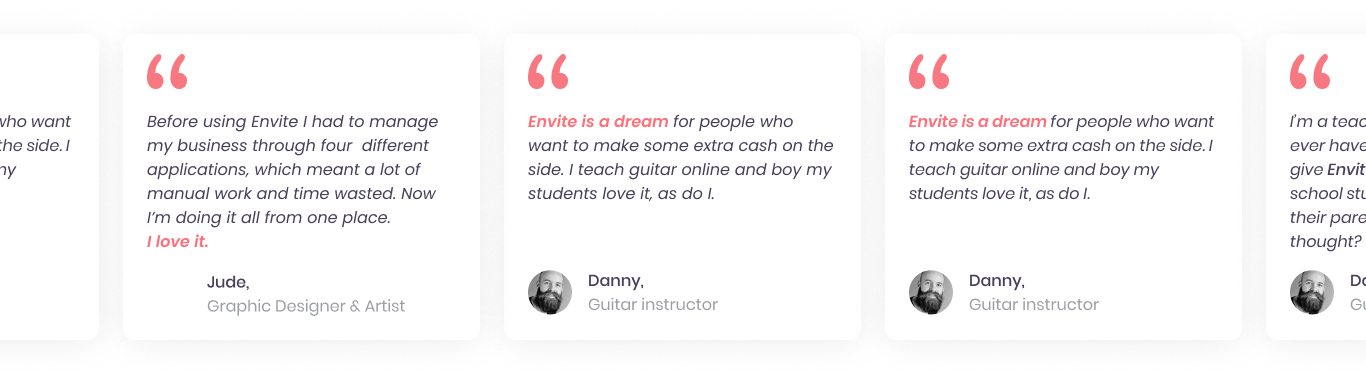 who want
the side. I
my
Before using Envite I had to manage
my business through four different
applications, which meant a lot of
manual work and time wasted. Now
I'm doing it all from one place.
I love it.
Jude,
Graphic Designer & Artist
Envite is a dream for people who
want to make some extra cash on the
side. I teach guitar online and boy my
students love it, as do I.
Danny,
Guitar instructor
Envite is a dream for people who want
to make some extra cash on the side. I
teach guitar online and boy my
students love it, as do I.
Danny,
Guitar instructor
I'm a teac
ever have
give Envit
school stu
their pare
thought?
Da
Gu